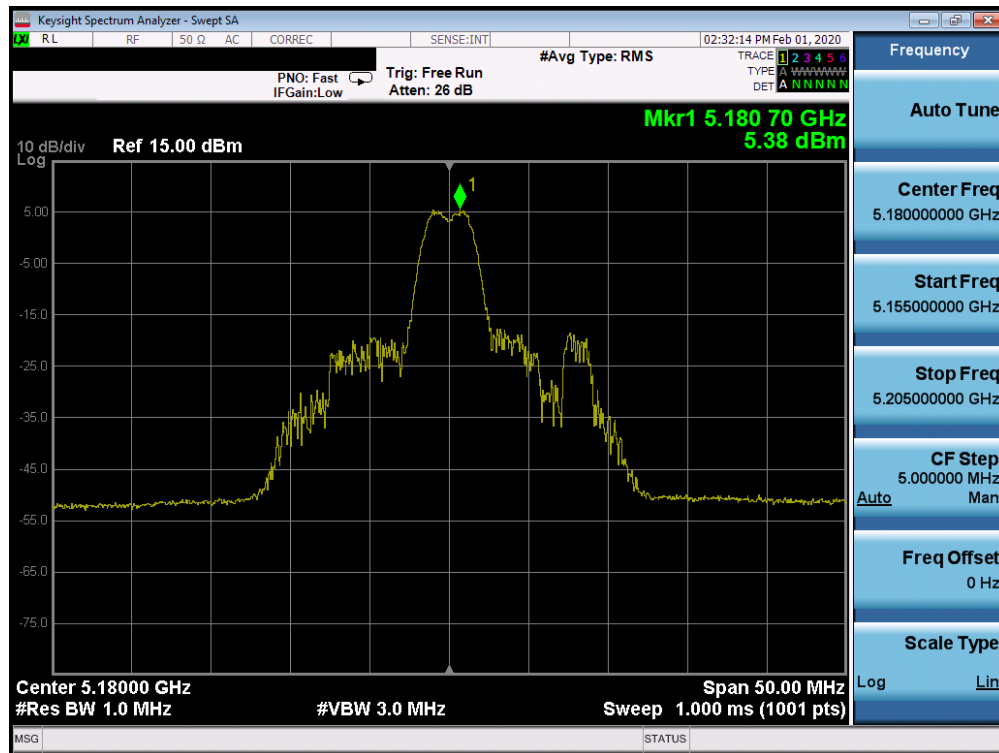 Keysight Spectrum Analyzer - Swept SA
LXI RL RF 50 Ω AC CORREC SENSE:INT 02:32:14 PM Feb 01, 2020
Frequency
#Avg Type: RMS
TRACE 1 2 3 4 5 6
PNO: Fast Trig: Free Run
TYPE A WWWWW
IFGain:Low Atten: 26 dB
DET A N N N N N
Auto Tune
Mkr1 5.180 70 GHz
5.38 dBm
10 dB/div Ref 15.00 dBm
Log
1
5.00
-5.00
-15.0
-25.0
-35.0
-45.0
-55.0
-65.0
-75.0
Center Freq
5.180000000 GHz
Start Freq
5.155000000 GHz
Stop Freq
5.205000000 GHz
CF Step
5.000000 MHz
Auto Man
Freq Offset
0 Hz
Scale Type
Log Lin
Center 5.18000 GHz Span 50.00 MHz
#Res BW 1.0 MHz #VBW 3.0 MHz Sweep 1.000 ms (1001 pts)
MSG STATUS